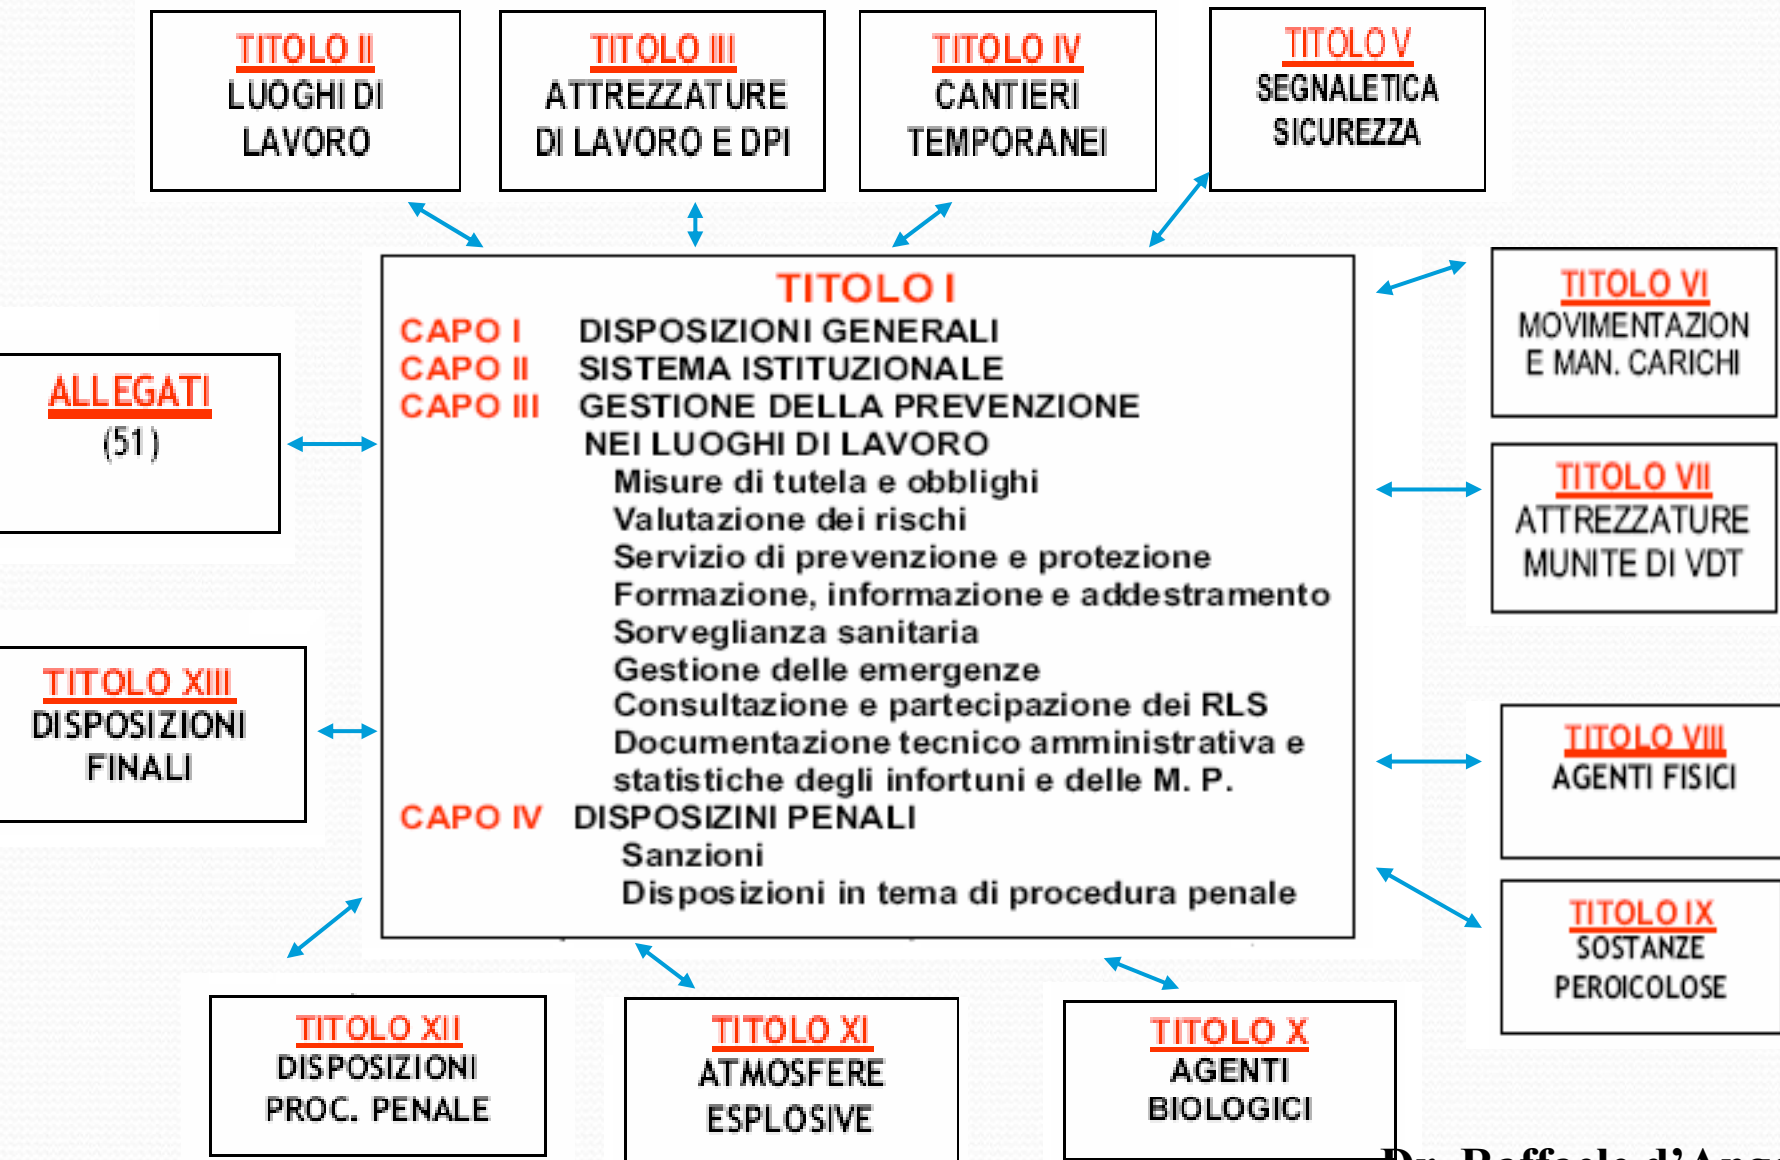 TITOLO II
LUOGHI DI
LAVORO
TITOLO III
ATTREZZATURE
DI LAVORO E DPI
TITOLO IV
CANTIERI
TEMPORANEI
TITOLO V
SEGNALETICA
SICUREZZA
TITOLO I
CAPO I DISPOSIZIONI GENERALI
CAPO II SISTEMA ISTITUZIONALE
CAPO III GESTIONE DELLA PREVENZIONE
NEI LUOGHI DI LAVORO
Misure di tutela e obblighi
Valutazione dei rischi
Servizio di prevenzione e protezione
Formazione, informazione e addestramento
Sorveglianza sanitaria
Gestione delle emergenze
Consultazione e partecipazione dei RLS
Documentazione tecnico amministrativa e
statistiche degli infortuni e delle M. P.
CAPO IV DISPOSIZINI PENALI
Sanzioni
Disposizioni in tema di procedura penale
TITOLO VI
MOVIMENTAZION
E MAN. CARICHI
TITOLO VII
ATTREZZATURE
MUNITE DI VDT
TITOLO VIII
AGENTI FISICI
TITOLO IX
SOSTANZE
PEROICOLOSE
TITOLO X
AGENTI
BIOLOGICI
TITOLO XI
ATMOSFERE
ESPLOSIVE
TITOLO XII
DISPOSIZIONI
PROC. PENALE
TITOLO XIII
DISPOSIZIONI
FINALI
ALLEGATI
(51)
Dr. Raffaele